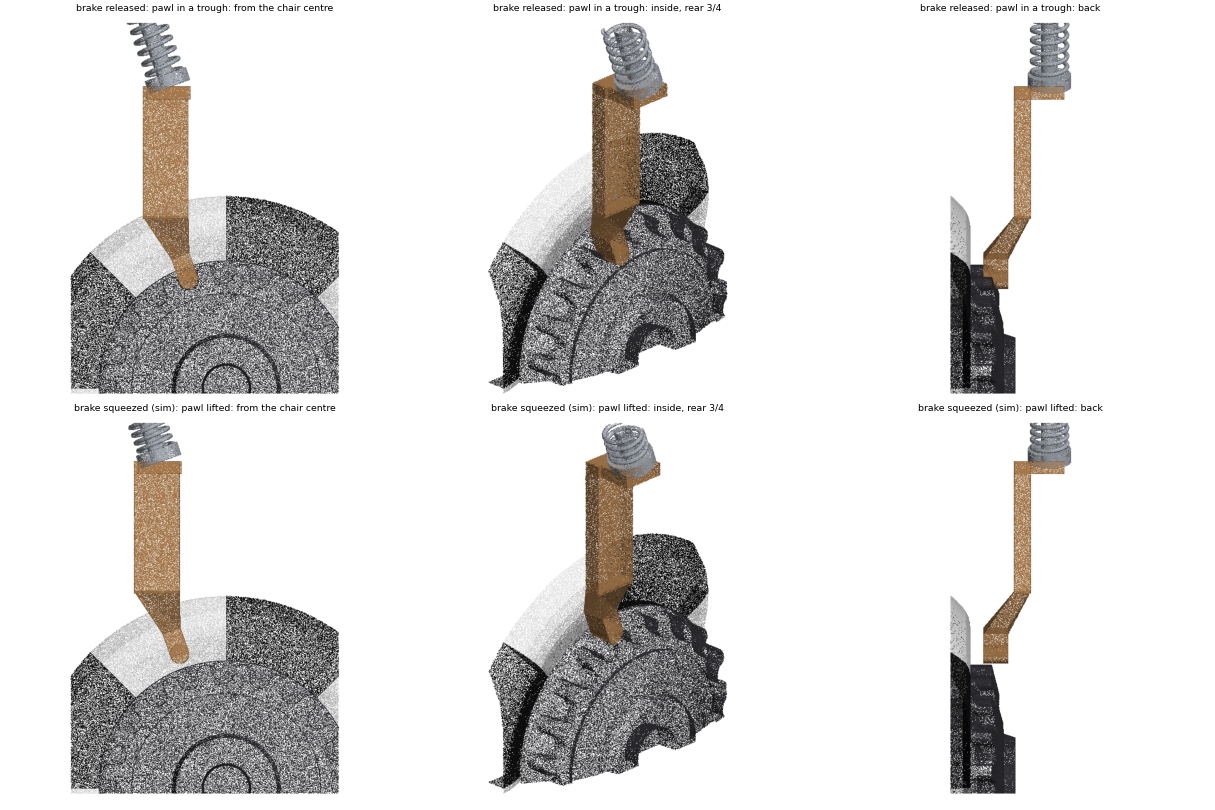 brake released: pawl in a trough: from the chair centre
brake released: pawl in a trough: inside, rear 3/4
brake released: pawl in a trough: back
brake squeezed (sim): pawl lifted: from the chair centre
brake squeezed (sim): pawl lifted: inside, rear 3/4
brake squeezed (sim): pawl lifted: back